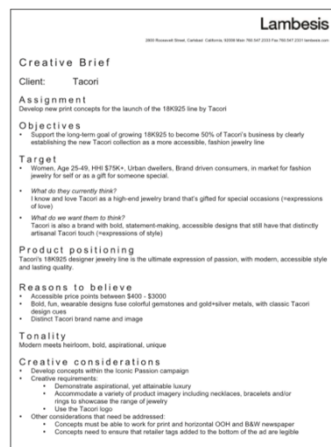 Lambesis
Creative Brief
Client: Tacori
Assignment
Develop new print concepts for the launch of the 18K925 line by Tacori
Objectives
• Support the long-term goal of growing 18K925 to become 50% of Tacori's business by clearly
establishing the new Tacori collection as a more accessible, fashion jewelry line
Target
• Women, Age 25-49, HHI $75K+, Urban dwellers, Brand driven consumers, in market for fashion
jewelry for self or as a gift for someone special.
• What do they currently think?
I know and love Tacori as a high-end jewelry brand that's gifted for special occasions (=expressions
of love)
• What do we want them to think?
Tacori is also a brand with bold, statement-making, accessible designs that still have that distinctly
artisanal Tacori touch (=expressions of style)
Product positioning
Tacori's 18K925 designer jewelry line is the ultimate expression of passion, with modern, accessible style
and lasting quality.
Reasons to believe
• Accessible price points between $400 - $3000
• Bold, fun, wearable designs fuse colorful gemstones and gold+silver metals, with classic Tacori
design cues
• Distinct Tacori brand name and image
Tonality
Modern meets heirloom, bold, aspirational, unique
Creative considerations
• Develop concepts within the Iconic Passion Campaign
• Creative requirements:
• Demonstrate aspirational, yet attainable luxury
• Accommodate a variety of product imagery including necklaces, bracelets and/or
rings to showcase the range of jewelry
• Use the Tacori logo
• Other considerations that need be addressed:
• Concepts must be able to work for print and horizontal OOH and B&W newspaper
• Concepts need to ensure that retailer tags added to the bottom of the ad are legible